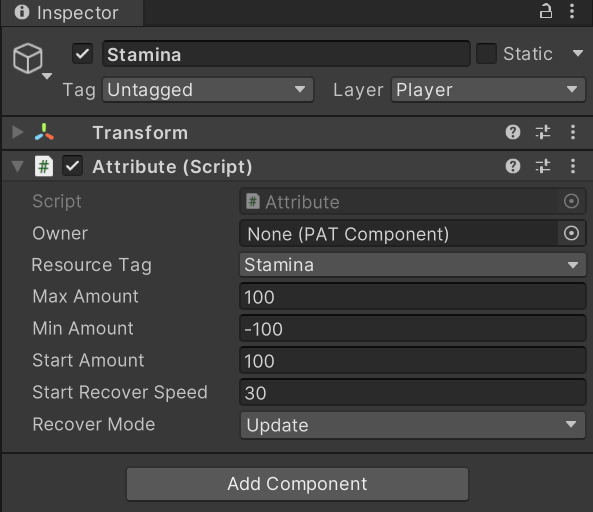 Inspector
Stamina
Static
Tag Untagged Layer Player
Transform
# Attribute (Script)
Script # Attribute
Owner None (PAT Component)
Resource Tag Stamina
Max Amount 100
Min Amount -100
Start Amount 100
Start Recover Speed 30
Recover Mode Update
Add Component